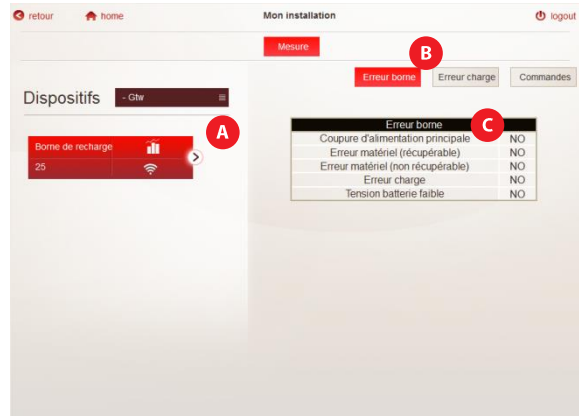 retour home Mon installation logout
Mesure
B
Erreur borne Erreur charge Commandes
Dispositifs - Gtw
A
C
Erreur borne
Borne de recharge
25
Coupure d'alimentation principale NO
Erreur matériel (récupérable) NO
Erreur matériel (non récupérable) NO
Erreur charge NO
Tension batterie faible NO